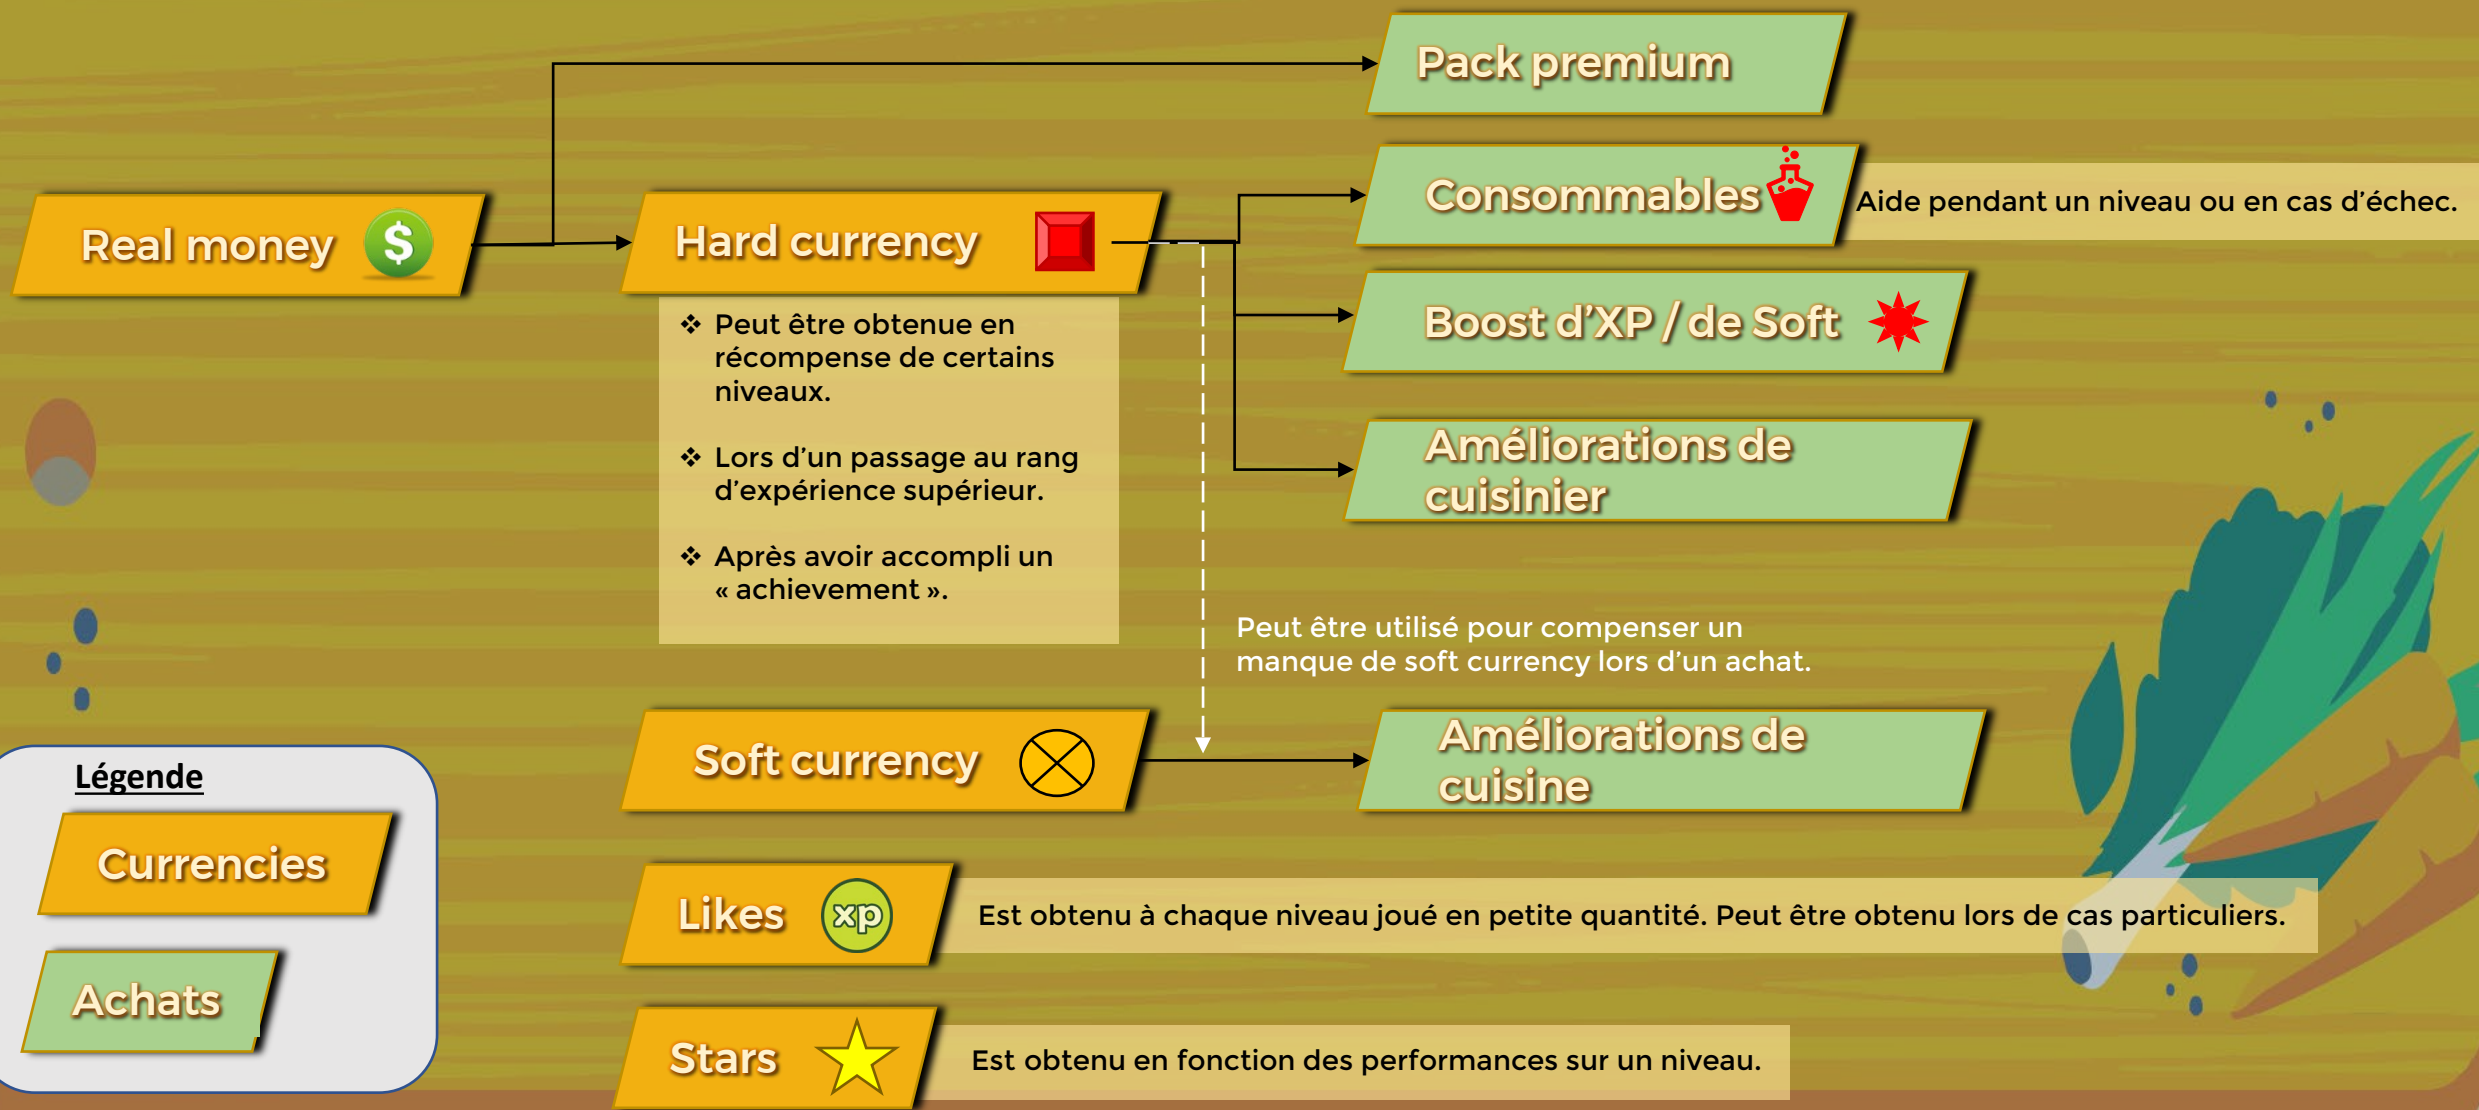 Pack premium
Consommables
Aide pendant un niveau ou en cas d'échec.
Real money
$
Hard currency
Boost d'XP / de Soft
❖ Peut être obtenue en
récompense de certains
niveaux.
❖ Lors d'un passage au rang
d'expérience supérieur.
❖ Après avoir accompli un
« achievement ».
Améliorations de
cuisinier
Peut être utilisé pour compenser un
manque de soft currency lors d'un achat.
Soft currency
Améliorations de
cuisine
Légende
Currencies
Achats
Likes
xp
Est obtenu à chaque niveau joué en petite quantité. Peut être obtenu lors de cas particuliers.
Stars
Est obtenu en fonction des performances sur un niveau.